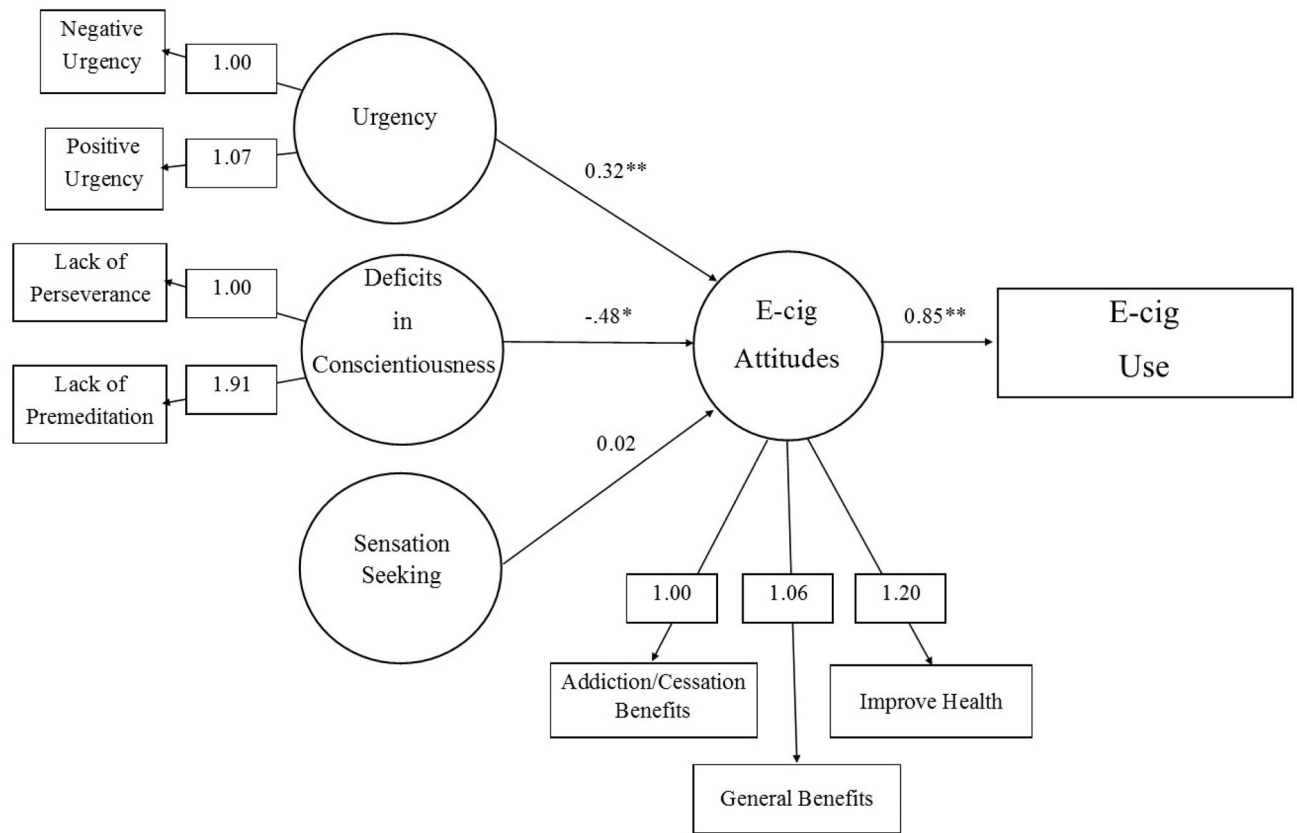 Negative
Urgency
1.00
Urgency
Positive
Urgency
1.07
0.32**
Lack of
Perseverance
1.00
Deficits
in
Conscientiousness
-.48*
E-cig
Attitudes
0.85**
E-cig
Use
Lack of
Premeditation
1.91
0.02
Sensation
Seeking
1.00
1.06
1.20
Addiction/Cessation
Benefits
Improve Health
General Benefits